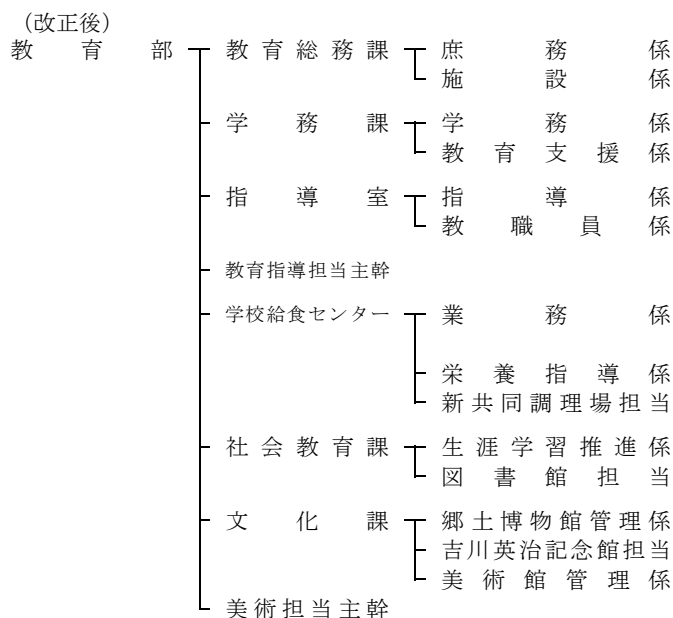 （改正後）
教育部 教育総務課 庶務係
施設係
学務課 学務係
教育支援係
指導室 指導係
教職員係
教育指導担当主幹
学校給食センター 業務係
栄養指導係
新共同調理場担当
社会教育課 生涯学習推進係
図書館担当
文化課 郷土博物館管理係
吉川英治記念館担当
美術館管理係
美術担当主幹